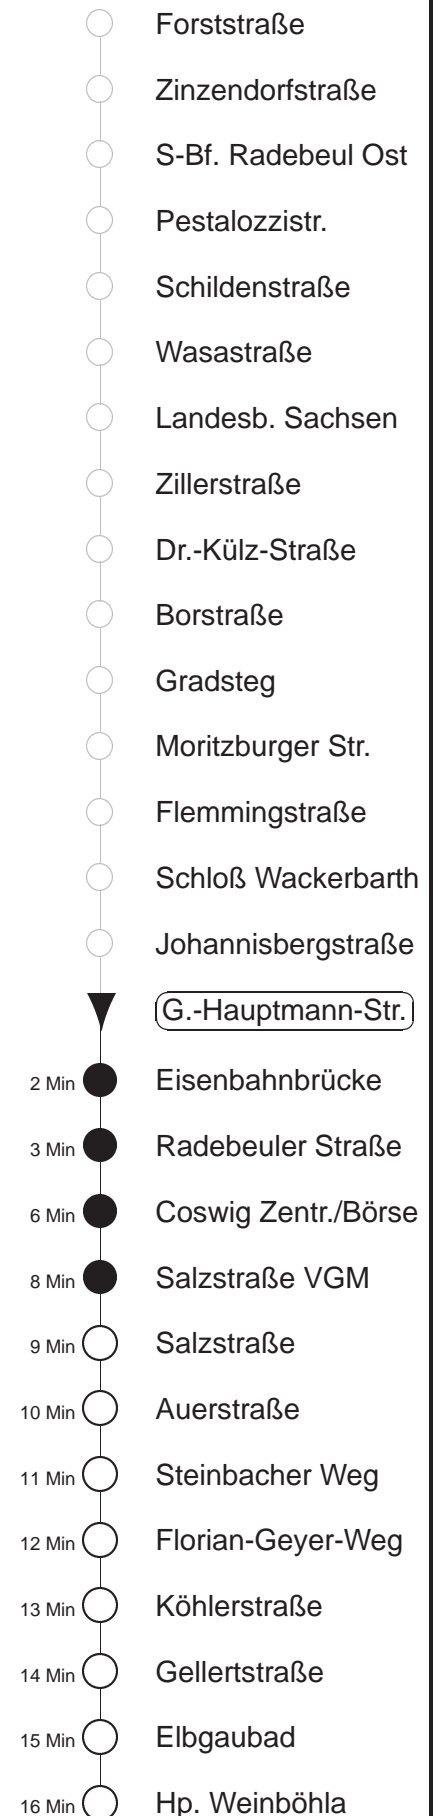 Forststraße
Zinzendorfstraße
S-Bf. Radebeul Ost
Pestalozzistr.
Schildenstraße
Wasastraße
Landesb. Sachsen
Zillerstraße
Dr.-Külz-Straße
Borstraße
Gradsteg
Moritzburger Str.
Flemmingstraße
Schloß Wackerbarth
Johannisbergstraße
G.-Hauptmann-Str.
2 Min Eisenbahnbrücke
3 Min Radebeuler Straße
6 Min Coswig Zentr./Börse
8 Min Salzstraße VGM
9 Min Salzstraße
10 Min Auerstraße
11 Min Steinbacher Weg
12 Min Florian-Geyer-Weg
13 Min Köhlerstraße
14 Min Gellertstraße
15 Min Elbgaubad
16 Min Hp. Weinböhla